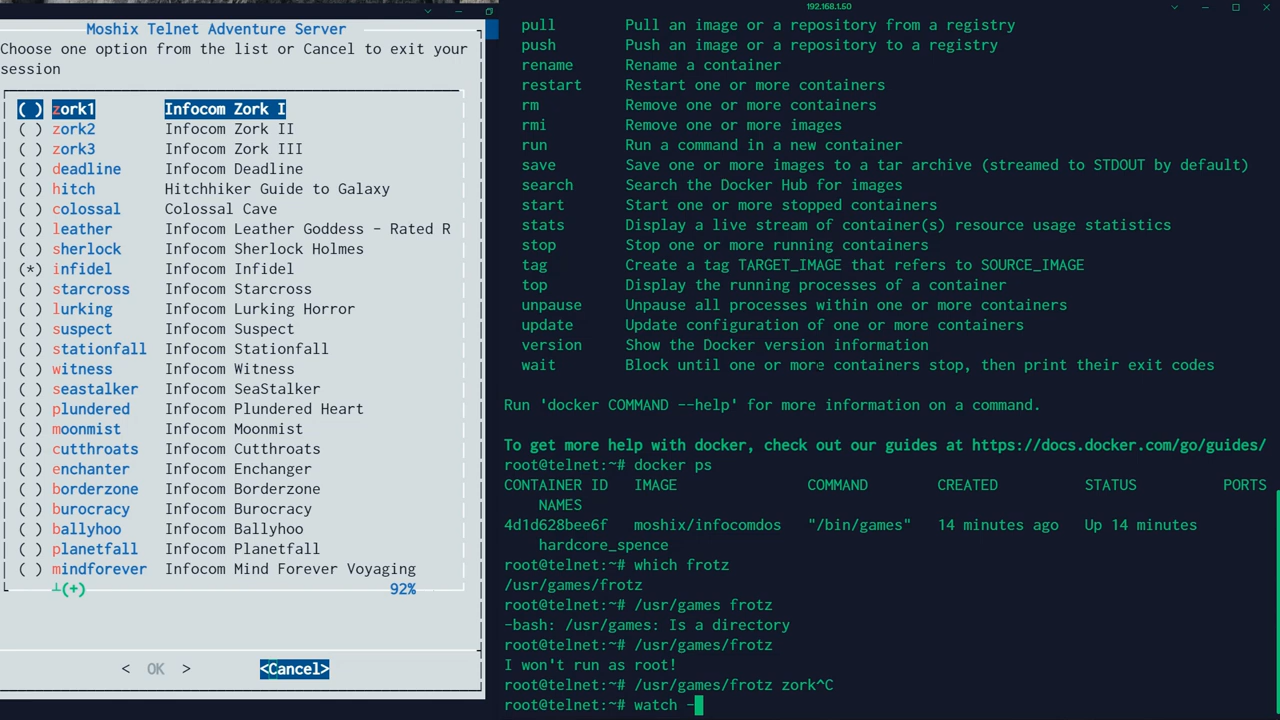 Moshix Telnet Adventure Server
Choose one option from the list or Cancel to exit your
session
( ) zork1 Infocom Zork I
( ) zork2 Infocom Zork II
( ) zork3 Infocom Zork III
( ) deadline Infocom Deadline
( ) hitch Hitchhiker Guide to Galaxy
( ) colossal Colossal Cave
( ) leather Infocom Leather Goddess - Rated R
( ) sherlock Infocom Sherlock Holmes
(*) infidel Infocom Infidel
( ) starcross Infocom Starcross
( ) lurking Infocom Lurking Horror
( ) suspect Infocom Suspect
( ) stationfall Infocom Stationfall
( ) witness Infocom Witness
( ) seastalker Infocom SeaStalker
( ) plundered Infocom Plundered Heart
( ) moonmist Infocom Moonmist
( ) cutthroats Infocom Cutthroats
( ) enchanter Infocom Enchanger
( ) borderzone Infocom Borderzone
( ) burocracy Infocom Burocracy
( ) ballyhoo Infocom Ballyhoo
( ) planetfall Infocom Planetfall
( ) mindforever Infocom Mind Forever Voyaging
┴(+) 92%
< OK > <Cancel>
192.168.1.60
pull Pull an image or a repository from a registry
push Push an image or a repository to a registry
rename Rename a container
restart Restart one or more containers
rm Remove one or more containers
rmi Remove one or more images
run Run a command in a new container
save Save one or more images to a tar archive (streamed to STDOUT by default)
search Search the Docker Hub for images
start Start one or more stopped containers
stats Display a live stream of container(s) resource usage statistics
stop Stop one or more running containers
tag Create a tag TARGET_IMAGE that refers to SOURCE_IMAGE
top Display the running processes of a container
unpause Unpause all processes within one or more containers
update Update configuration of one or more containers
version Show the Docker version information
wait Block until one or more containers stop, then print their exit codes
Run 'docker COMMAND --help' for more information on a command.
To get more help with docker, check out our guides at https://docs.docker.com/go/guides/
root@telnet:~# docker ps
CONTAINER ID IMAGE COMMAND CREATED STATUS PORTS
NAMES
4d1d628bee6f moshix/infocomdos "/bin/games" 14 minutes ago Up 14 minutes
hardcore_spence
root@telnet:~# which frotz
/usr/games/frotz
root@telnet:~# /usr/games frotz
-bash: /usr/games: Is a directory
root@telnet:~# /usr/games/frotz
I won't run as root!
root@telnet:~# /usr/games/frotz zork^C
root@telnet:~# watch -